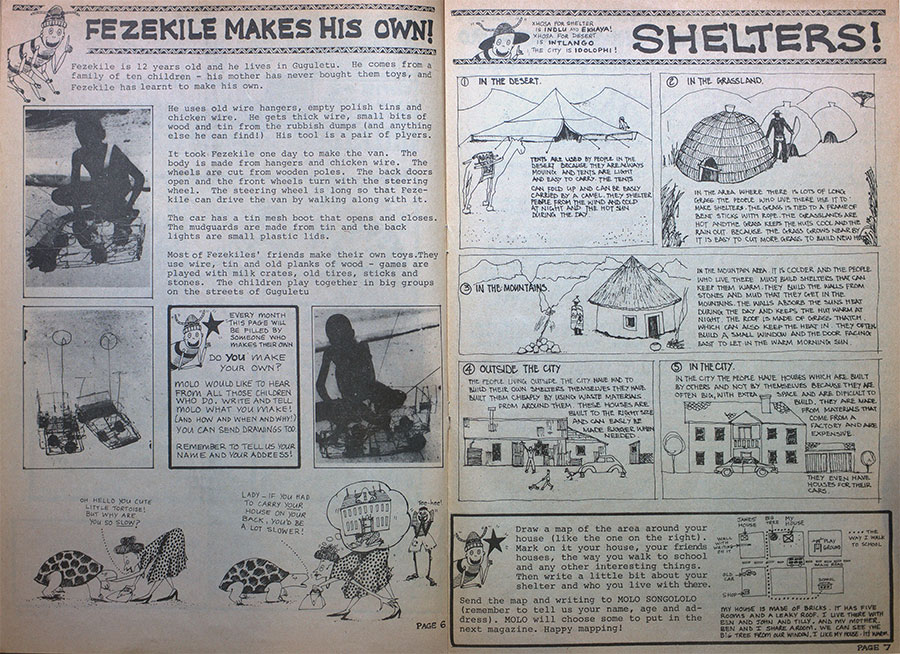 FEZEKILE MAKES HIS OWN!
Fezekile is 12 years old and he lives in Guguletu. He comes from a
family of ten children - his mother has never bought them toys, and
Fezekile has learnt to make his own.
He uses old wire hangers, empty polish tins and
chicken wire. He gets thick wire, small bits of
wood and tin from the rubbish dumps (and anything
else he can find!) His tool is a pair of plyers.
It took Fezekile one day to make the van. The
body is made from hangers and chicken wire. The
wheels are cut from wooden poles. The back doors
open and the front wheels turn with the steering
wheel. The steering wheel is long so that Feze-
kile can drive the van by walking along with it.
The car has a tin mesh boot that opens and closes.
The mudguards are made from tin and the back
lights are small plastic lids.
Most of Fezekiles' friends make their own toys.They
use wire, tin and old planks of wood - games are
played with milk crates, old tires, sticks and
stones. The children play together in big groups
on the streets of Guguletu
EVERY MONTH
THIS PAGE WILL
BE FILLED BY
SOMEONE WHO
MAKES THEIR OWN
DO YOU MAKE
YOUR OWN?
MOLO WOULD LIKE TO HEAR
FROM ALL THOSE CHILDREN
WHO DO. WRITE AND TELL
MOLO WHAT YOU MAKE!
(AND HOW AND WHEN AND WHY!)
YOU CAN SEND DRAWINGS TOO
REMEMBER TO TELL US YOUR
NAME AND YOUR ADDRESS!
OH HELLO YOU CUTE
LITTLE TORTOISE!
BUT WHY ARE
YOU SO SLOW?
LADY - IF YOU HAD
TO CARRY YOUR
HOUSE ON YOUR
BACK, YOU'D BE
A LOT SLOWER!
Tee-hee!
PAGE 6
XHOSA FOR SHELTER
IS INDLU AND EKHAYA!
XHOSA FOR DESERT
IS INTLANGO
THE CITY IS IDOLOPHI!
SHELTERS!
① IN THE DESERT.
TENTS ARE USED BY PEOPLE IN THE
DESERT BECAUSE THEY ARE ALWAYS
MOVING AND TENTS ARE LIGHT
AND EASY TO CARRY. THE TENTS
CAN FOLD UP AND CAN BE EASILY
CARRIED BY A CAMEL. THEY SHELTER
PEOPLE FROM THE WIND AND COLD
AT NIGHT AND THE HOT SUN
DURING THE DAY
② IN THE GRASSLAND.
IN THE AREA WHERE THERE IS LOTS OF LONG
GRASS THE PEOPLE WHO LIVE THERE USE IT TO
MAKE SHELTERS. THE GRASS IS TIED TO A FRAME OF
BENT STICKS WITH ROPE. THE GRASSLANDS ARE
HOT AND THE GRASS KEEPS THE HUTS COOL AND THE
RAIN OUT. BECAUSE THE GRASS GROWS NEAR BY
IT IS EASY TO CUT MORE GRASS TO BUILD NEW
③ IN THE MOUNTAINS.
IN THE MOUNTAIN AREA IT IS COLDER AND THE PEOPLE
WHO LIVE THERE MUST BUILD SHELTERS THAT CAN
KEEP THEM WARM. THEY BUILD THE WALLS FROM
STONES AND MUD THAT THEY GET IN THE
MOUNTAINS. THE WALLS ABSORB THE SUNS HEAT
DURING THE DAY AND KEEPS THE HUT WARM AT
NIGHT. THE ROOF IS MADE OF GRASS THATCH
WHICH CAN ALSO KEEP THE HEAT IN. THEY OFTEN
BUILD A SMALL WINDOW AND THE DOOR FACING
EAST TO LET IN THE WARM MORNING SUN.
④ OUTSIDE THE CITY
THE PEOPLE LIVING OUTSIDE THE CITY HAVE HAD TO
BUILD THEIR OWN SHELTERS THEMSELVES THEY HAVE
BUILT THEM CHEAPLY BY USING WASTE MATERIALS
FROM AROUND THEM. THESE HOUSES ARE
BUILT TO THE RIGHT SIZE
AND CAN EASILY BE
MADE BIGGER WHEN
NEEDED.
⑤ IN THE CITY.
IN THE CITY THE PEOPLE HAVE HOUSES WHICH ARE BUILT
BY OTHERS AND NOT BY THEMSELVES BECAUSE THEY ARE
OFTEN BIG, WITH EXTRA SPACE AND ARE DIFFICULT TO
BUILD. THEY ARE MADE
FROM MATERIALS THAT
COME FROM A
FACTORY AND ARE
EXPENSIVE.
THEY EVEN HAVE
HOUSES FOR THEIR
CARS.
Draw a map of the area around your
house (like the one on the right).
Mark on it your house, your friends
houses, the way you walk to school
and any other interesting things.
Then write a little bit about your
shelter and who you live with there.
Send the map and writing to MOLO SONGOLOLO
(remember to tell us your name, age and ad-
dress). MOLO will choose some to put in the
next magazine. Happy mapping!
JAMES'
HOUSE
BIG
TREE
MY
HOUSE
WALL WITH
WRITING
ON IT
PLAY
GROUND
THE WAY I WALK
TO SCHOOL
OLD
CAR
SHOP
SCHOOL
MY HOUSE IS MADE OF BRICKS. IT HAS FIVE
ROOMS AND A LEAKY ROOF. I LIVE THERE WITH
BEN AND JOHN AND TILLY, AND MY MOTHER.
BEN AND I SHARE A ROOM. WE CAN SEE THE
BIG TREE FROM OUR WINDOW. I LIKE MY HOUSE
PAGE 7